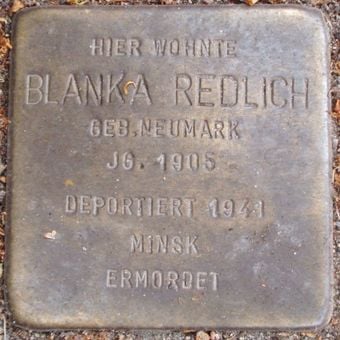 HIER WOHNTE
BLANKA REDLICH
GEB. NEUMARK
JG. 1905
DEPORTIERT 1941
MINSK
ERMORDET